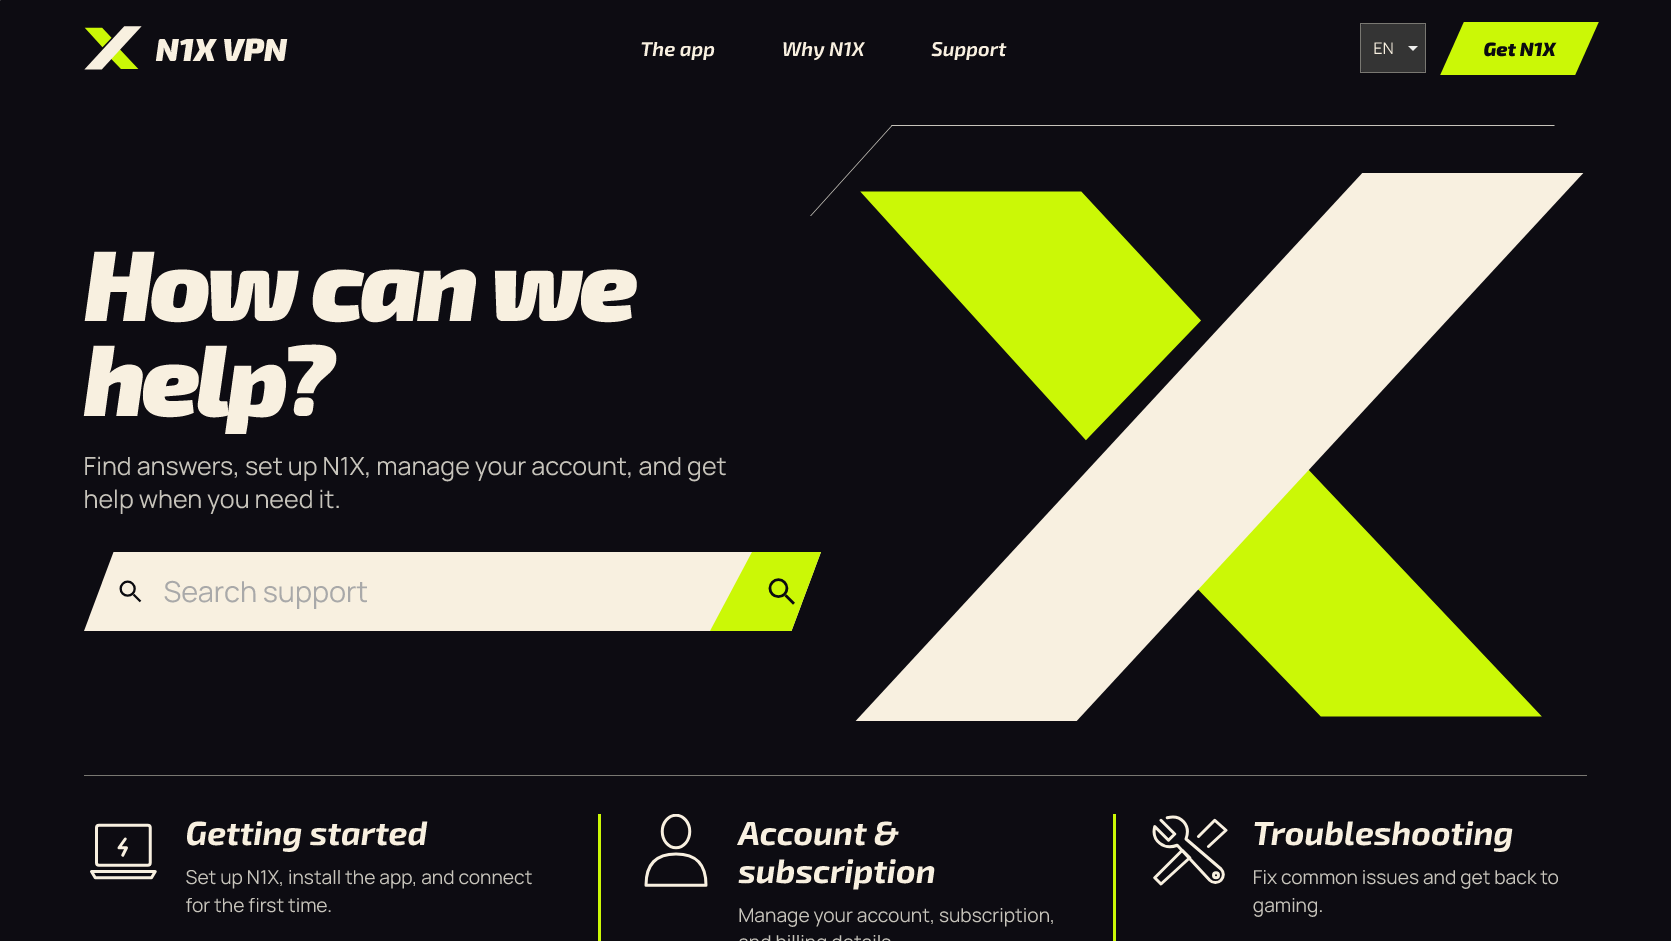 N1X VPN
The app
Why N1X
Support
EN
Get N1X
How can we
help?
Find answers, set up N1X, manage your account, and get
help when you need it.
Search support
Getting started
Set up N1X, install the app, and connect
for the first time.
Account &
subscription
Manage your account, subscription,
and billing details.
Troubleshooting
Fix common issues and get back to
gaming.